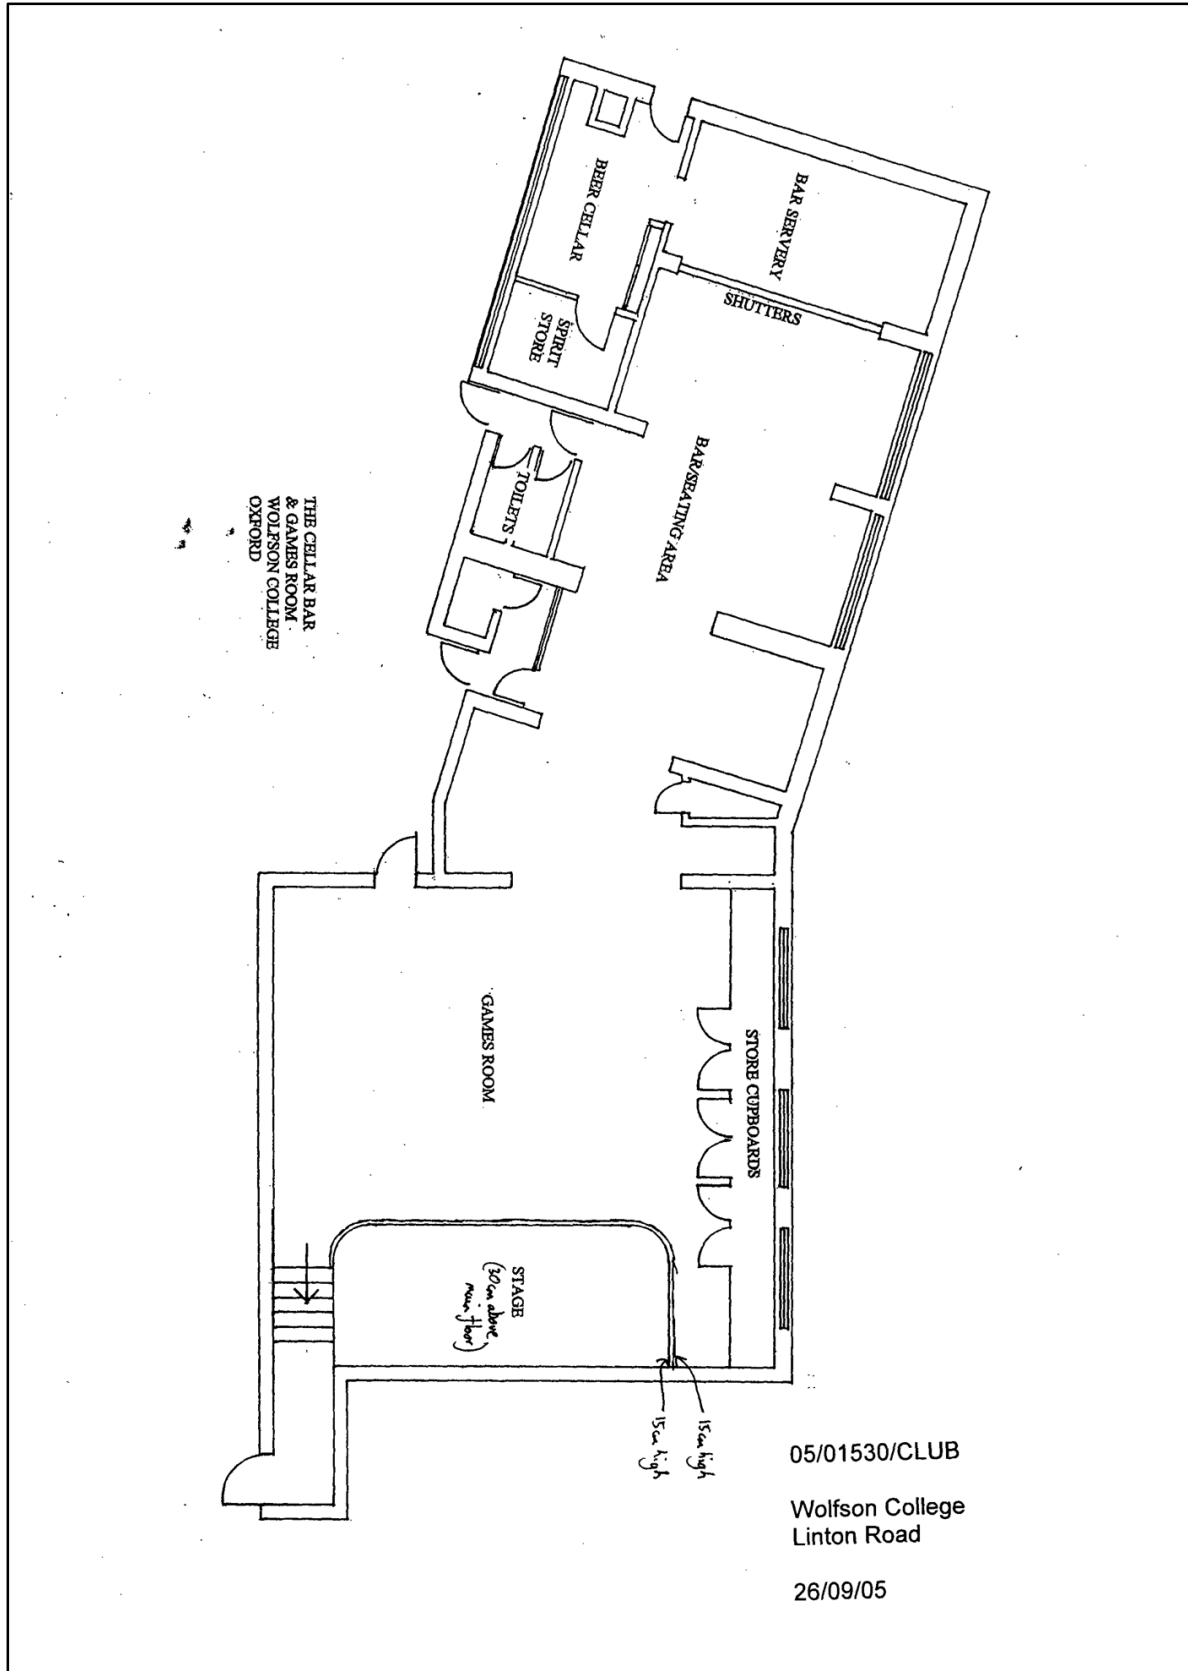 BEER CELLAR
BAR SERVERY
SHUTTERS
SPIRIT
STORE
BAR/SEATING AREA
TOILETS
THE CELLAR BAR
& GAMES ROOM
WOLFSON COLLEGE
OXFORD
GAMES ROOM
STORE CUPBOARDS
STAGE
(30cm above
main floor)
15cm high
15cm high
05/01530/CLUB
Wolfson College
Linton Road
26/09/05